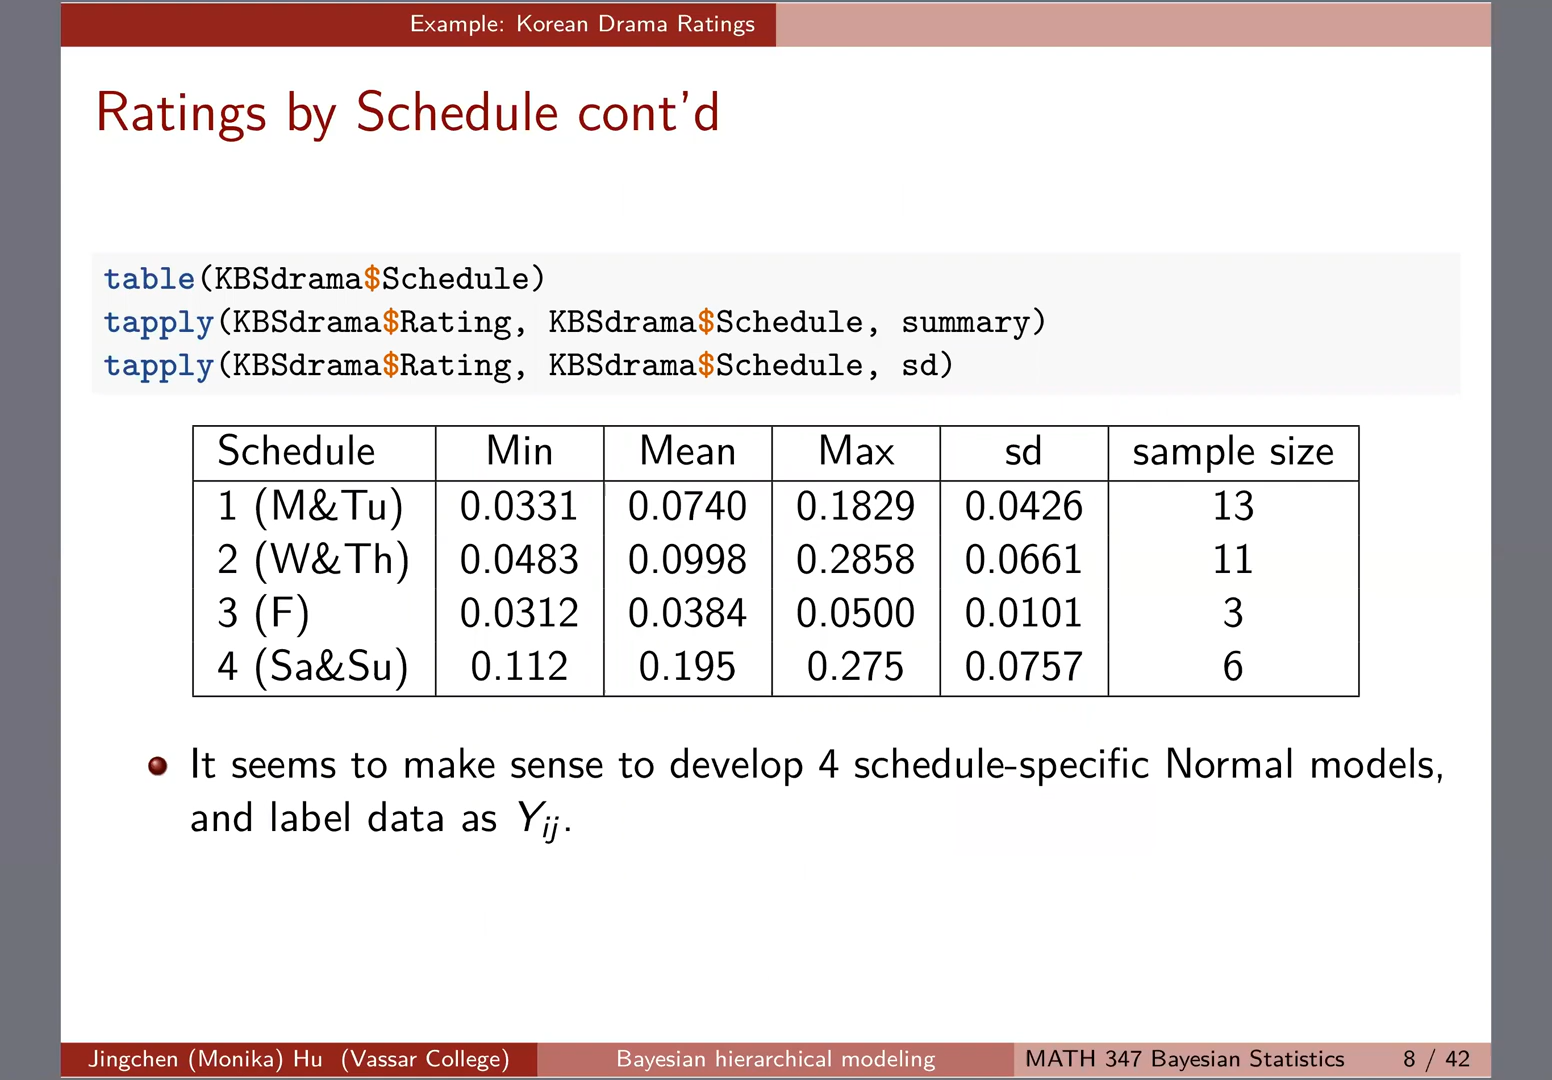 Example: Korean Drama Ratings
Ratings by Schedule cont'd
table(KBSdrama$Schedule)
tapply(KBSdrama$Rating, KBSdrama$Schedule, summary)
tapply(KBSdrama$Rating, KBSdrama$Schedule, sd)
Schedule Min Mean Max sd sample size
1 (M&Tu) 0.0331 0.0740 0.1829 0.0426 13
2 (W&Th) 0.0483 0.0998 0.2858 0.0661 11
3 (F) 0.0312 0.0384 0.0500 0.0101 3
4 (Sa&Su) 0.112 0.195 0.275 0.0757 6
It seems to make sense to develop 4 schedule-specific Normal models,
and label data as Yij.
Jingchen (Monika) Hu (Vassar College) Bayesian hierarchical modeling MATH 347 Bayesian Statistics 8 / 42